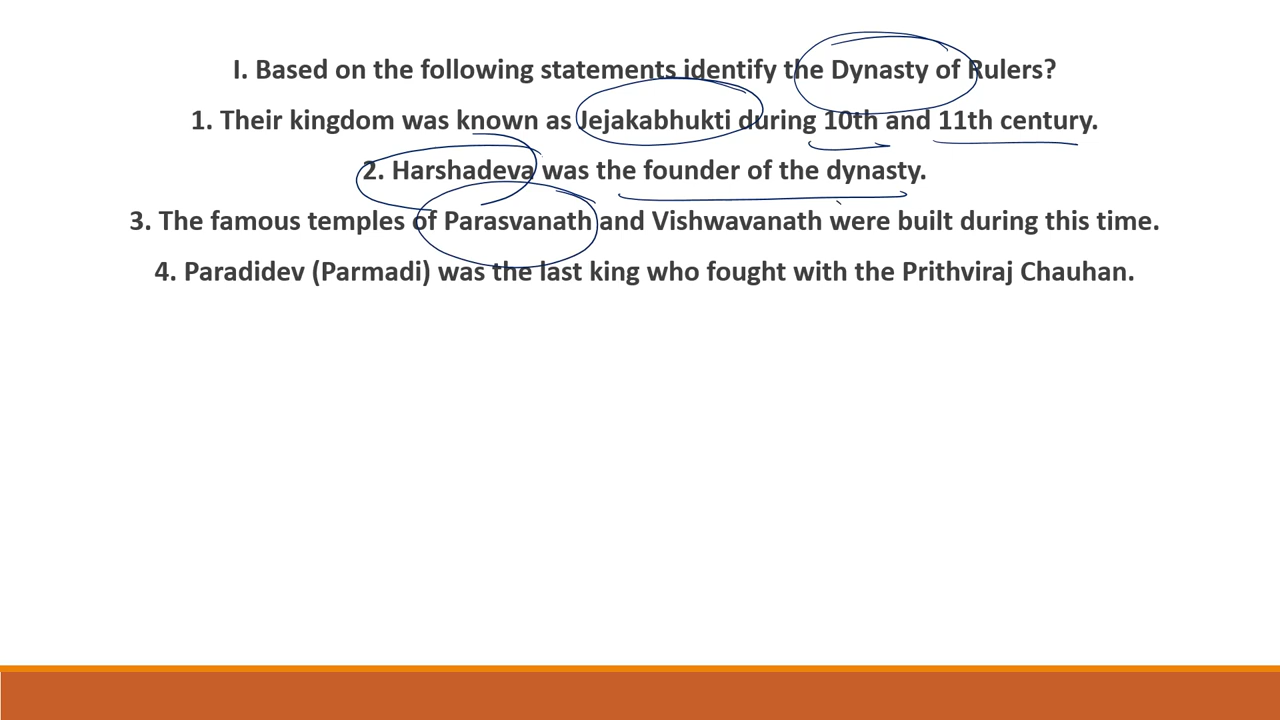 I. Based on the following statements identify the Dynasty of Rulers?
1. Their kingdom was known as Jejakabhukti during 10th and 11th century.
2. Harshadeva was the founder of the dynasty.
3. The famous temples of Parasvanath and Vishwavanath were built during this time.
4. Paradidev (Parmadi) was the last king who fought with the Prithviraj Chauhan.